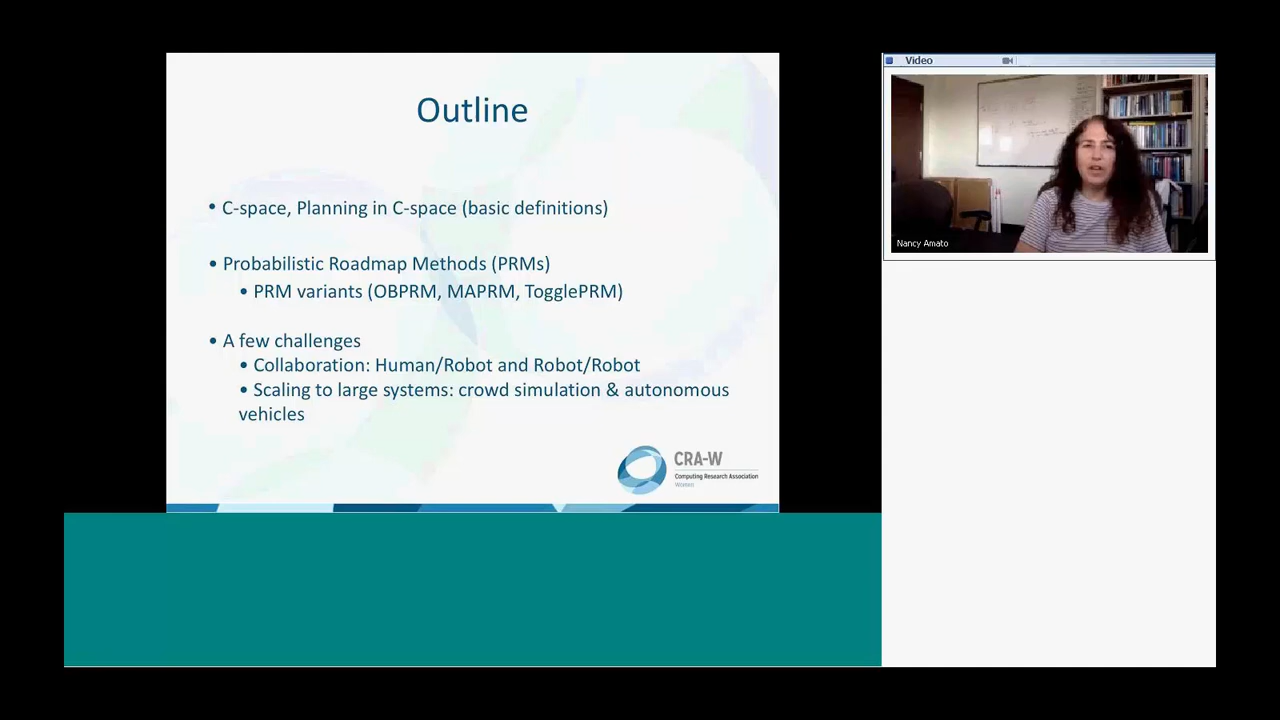 Outline
• C-space, Planning in C-space (basic definitions)
• Probabilistic Roadmap Methods (PRMs)
• PRM variants (OBPRM, MAPRM, TogglePRM)
• A few challenges
• Collaboration: Human/Robot and Robot/Robot
• Scaling to large systems: crowd simulation & autonomous
vehicles
CRA-W
Computing Research Association
Women
Video
Nancy Amato